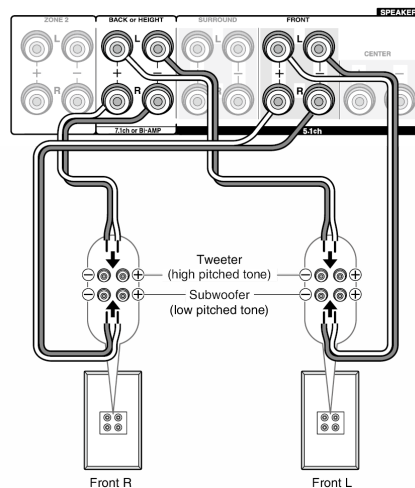 SPEAKER
ZONE 2
BACK or HEIGHT
SURROUND
FRONT
L
L
L
L
CENTER
+ − + − + − + −
R
R
R
R
7.1ch or Bi-AMP
5.1ch
Tweeter
(high pitched tone)
− + − +
Subwoofer
(low pitched tone)
− + − +
Front R
Front L